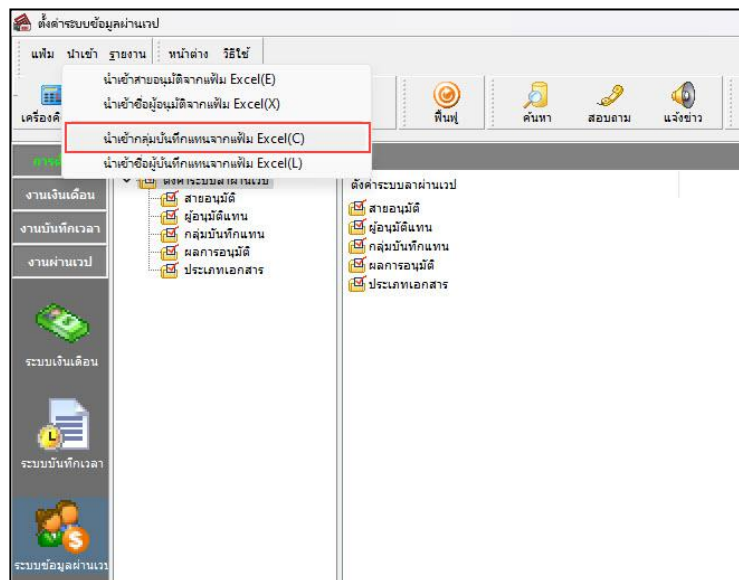 ตั้งค่าระบบข้อมูลผ่านเวป
แฟ้ม นำเข้า รายงาน หน้าต่าง วิธีใช้
นำเข้าสายอนุมัติจากแฟ้ม Excel(E)
นำเข้าชื่อผู้อนุมัติจากแฟ้ม Excel(X)
นำเข้ากลุ่มบันทึกแทนจากแฟ้ม Excel(C)
นำเข้าชื่อผู้บันทึกแทนจากแฟ้ม Excel(L)
ฟื้นฟู ค้นหา สอบถาม แจ้งข่าว
งานเงินเดือน
งานบันทึกเวลา
งานผ่านเวป
ตั้งค่าระบบลาผ่านเวป
สายอนุมัติ
ผู้อนุมัติแทน
กลุ่มบันทึกแทน
ผลการอนุมัติ
ประเภทเอกสาร
ตั้งค่าระบบลาผ่านเวป
สายอนุมัติ
ผู้อนุมัติแทน
กลุ่มบันทึกแทน
ผลการอนุมัติ
ประเภทเอกสาร
ระบบเงินเดือน
ระบบบันทึกเวลา
ระบบข้อมูลผ่านเวป